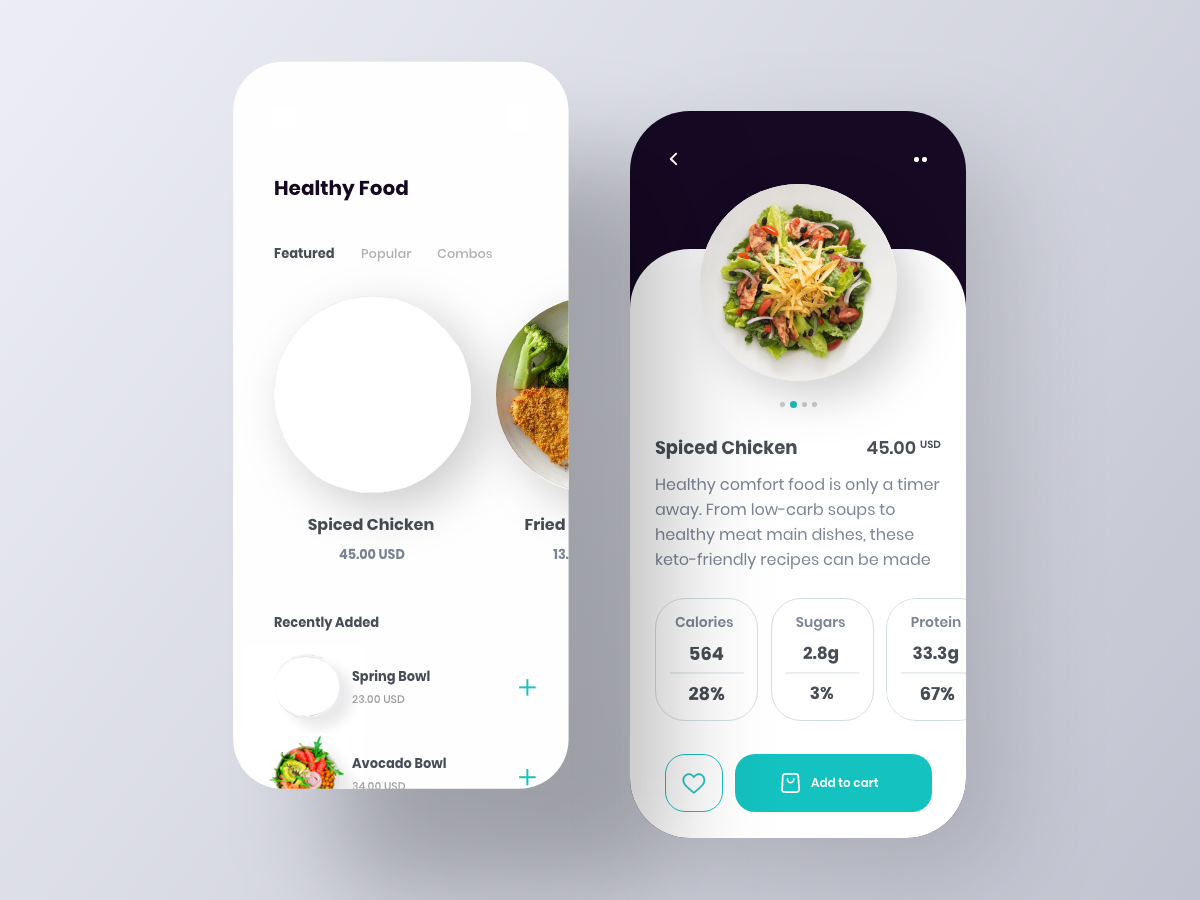 Healthy Food
Featured Popular Combos
Spiced Chicken
45.00 USD
Fried
13.
Recently Added
Spring Bowl
23.00 USD
Avocado Bowl
34.00 USD
Spiced Chicken 45.00 USD
Healthy comfort food is only a timer
away. From low-carb soups to
healthy meat main dishes, these
keto-friendly recipes can be made
Calories Sugars Protein
564 2.8g 33.3g
28% 3% 67%
Add to cart